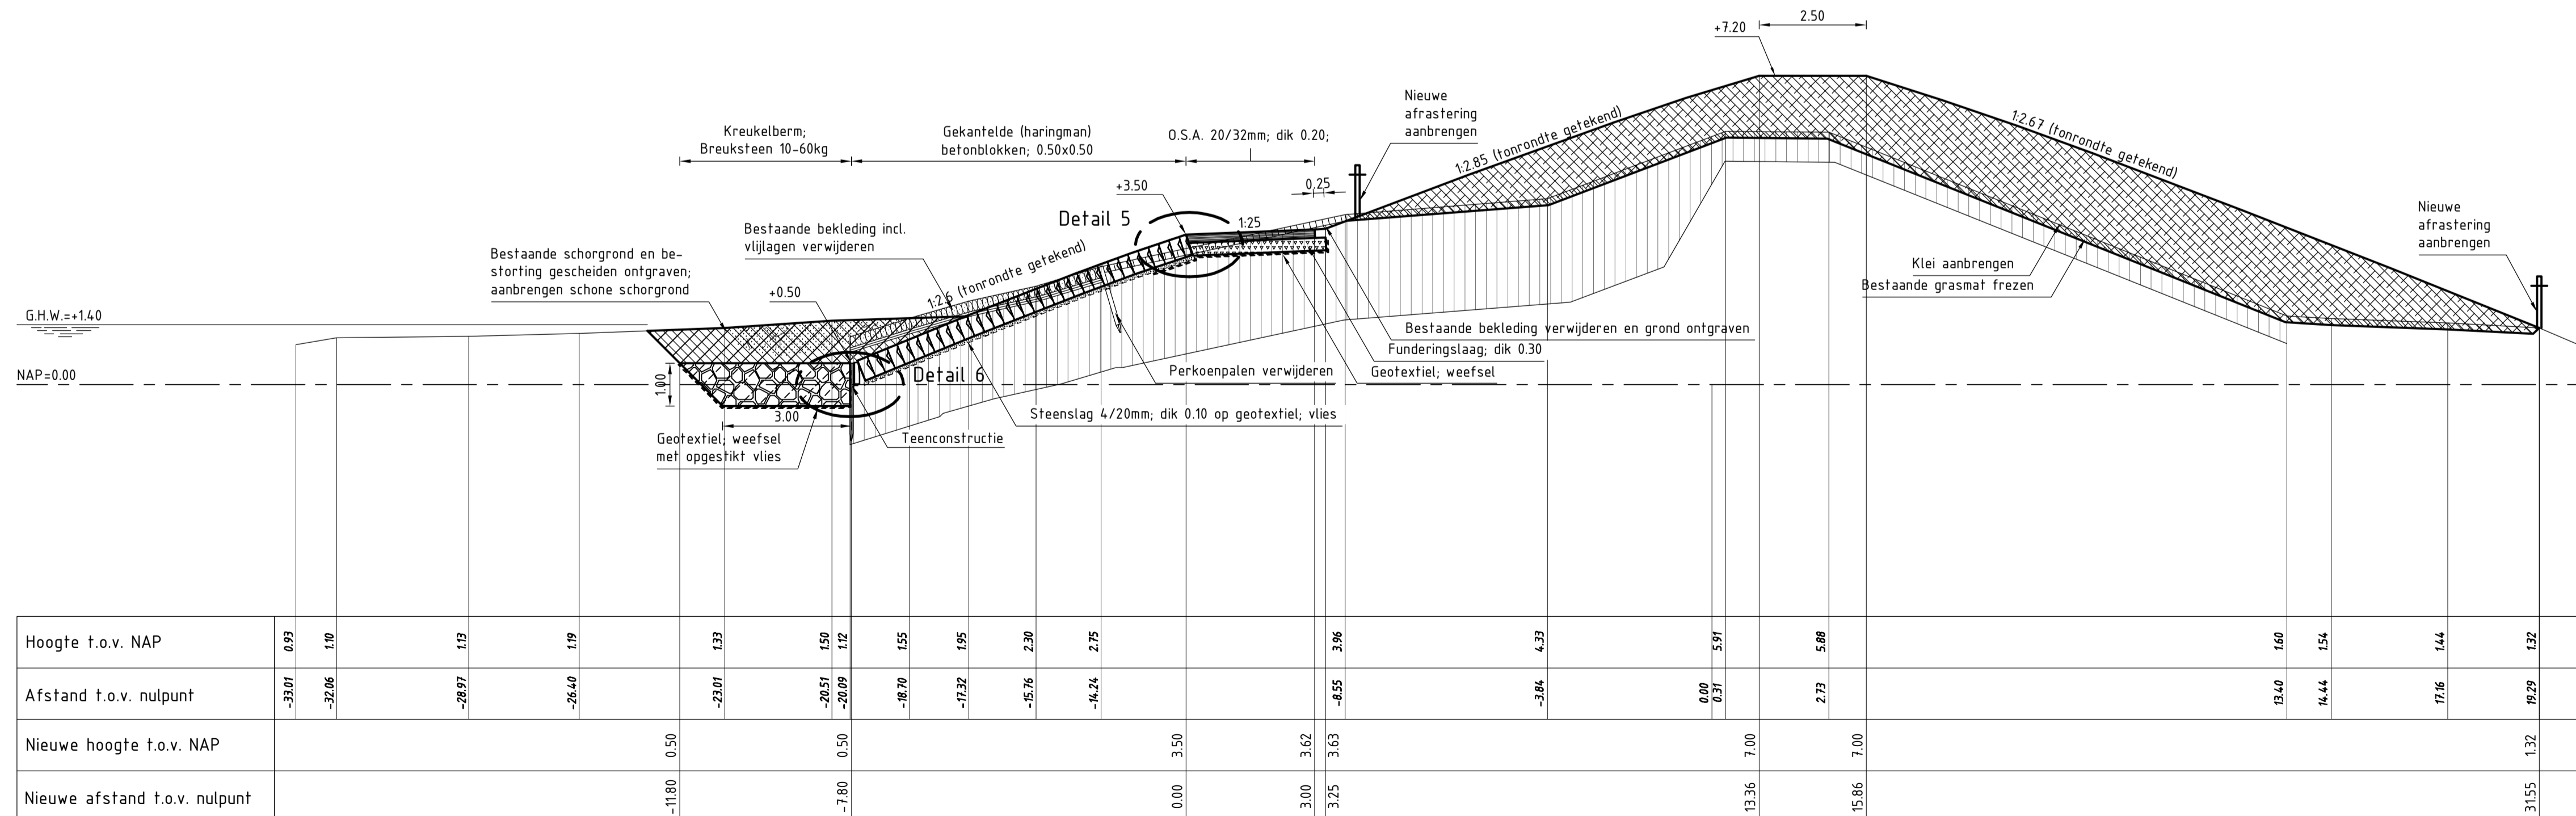 2.50
+7.20
Nieuwe
afrastering
aanbrengen
Kreukelberm;
Breuksteen 10-60kg
Gekantelde (haringman)
betonblokken; 0.50x0.50
O.S.A. 20/32mm; dik 0.20;
1:2.85 (tonrondte getekend)
1:2.67 (tonrondte getekend)
+3.50
0.25
Detail 5
1:25
Bestaande bekleding incl.
vlijlagen verwijderen
Nieuwe
afrastering
aanbrengen
Bestaande schorgrond en be-
storting gescheiden ontgraven;
aanbrengen schone schorgrond
1:2.6 (tonrondte getekend)
+0.50
Klei aanbrengen
Bestaande grasmat frezen
G.H.W.=+1.40
Bestaande bekleding verwijderen en grond ontgraven
Funderingslaag; dik 0.30
Geotextiel; weefsel
Perkoenpalen verwijderen
NAP=0.00
1.00
Detail 6
3.00
Steenslag 4/20mm; dik 0.10 op geotextiel; vlies
Geotextiel; weefsel
met opgestikt vlies
Teenconstructie
Hoogte t.o.v. NAP 0.93 1.10 1.13 1.19 1.33 1.50 1.12 1.55 1.95 2.30 2.75 3.96 4.33 5.91 5.88 1.60 1.54 1.44 1.32
Afstand t.o.v. nulpunt -33.01 -32.06 -28.97 -26.40 -23.01 -20.51 -20.09 -18.70 -17.32 -15.76 -14.24 -8.55 -3.84 0.00 0.31 2.73 13.40 14.44 17.16 19.29
Nieuwe hoogte t.o.v. NAP 0.50 0.50 3.50 3.62 3.63 7.00 7.00 1.32
Nieuwe afstand t.o.v. nulpunt -11.80 -7.80 0.00 3.00 3.25 13.36 15.86 31.55